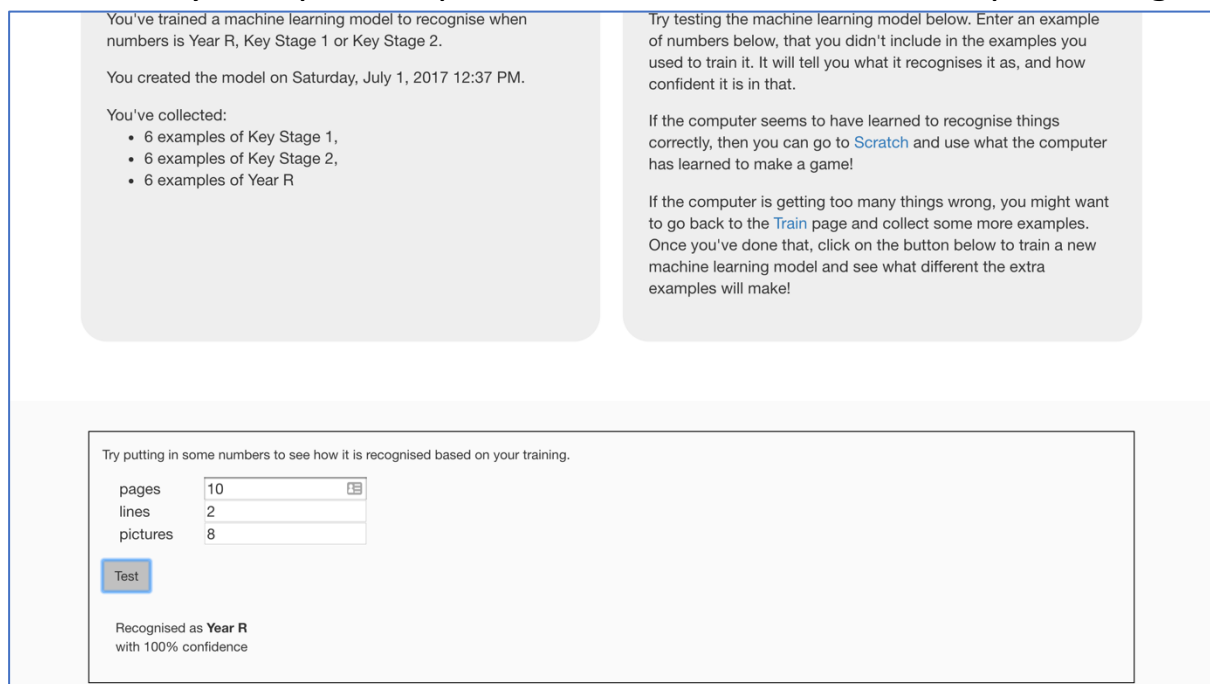 You've trained a machine learning model to recognise when
numbers is Year R, Key Stage 1 or Key Stage 2.
You created the model on Saturday, July 1, 2017 12:37 PM.
You've collected:
• 6 examples of Key Stage 1,
• 6 examples of Key Stage 2,
• 6 examples of Year R
Try testing the machine learning model below. Enter an example
of numbers below, that you didn't include in the examples you
used to train it. It will tell you what it recognises it as, and how
confident it is in that.
If the computer seems to have learned to recognise things
correctly, then you can go to Scratch and use what the computer
has learned to make a game!
If the computer is getting too many things wrong, you might want
to go back to the Train page and collect some more examples.
Once you've done that, click on the button below to train a new
machine learning model and see what different the extra
examples will make!
Try putting in some numbers to see how it is recognised based on your training.
pages 10
lines 2
pictures 8
Test
Recognised as Year R
with 100% confidence